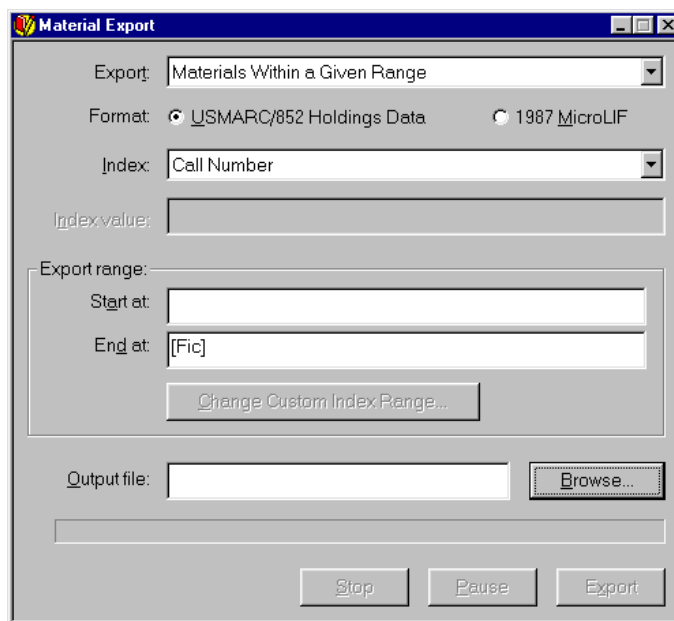 Material Export
Export: Materials Within a Given Range
Format: USMARC/852 Holdings Data 1987 MicroLIF
Index: Call Number
Index value:
Export range:
Start at:
End at: [Fic]
Change Custom Index Range...
Output file: Browse...
Stop Pause Export